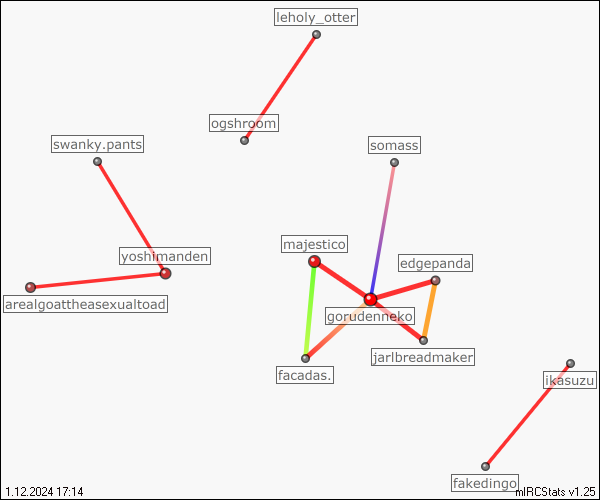 leholy_otter
ogshroom
swanky.pants
somass
majestico
yoshimanden
edgepanda
arealgoattheasexualtoad
gorudenneko
jarlbreadmaker
facadas.
ikasuzu
fakedingo
1.12.2024 17:14
mIRCStats v1.25